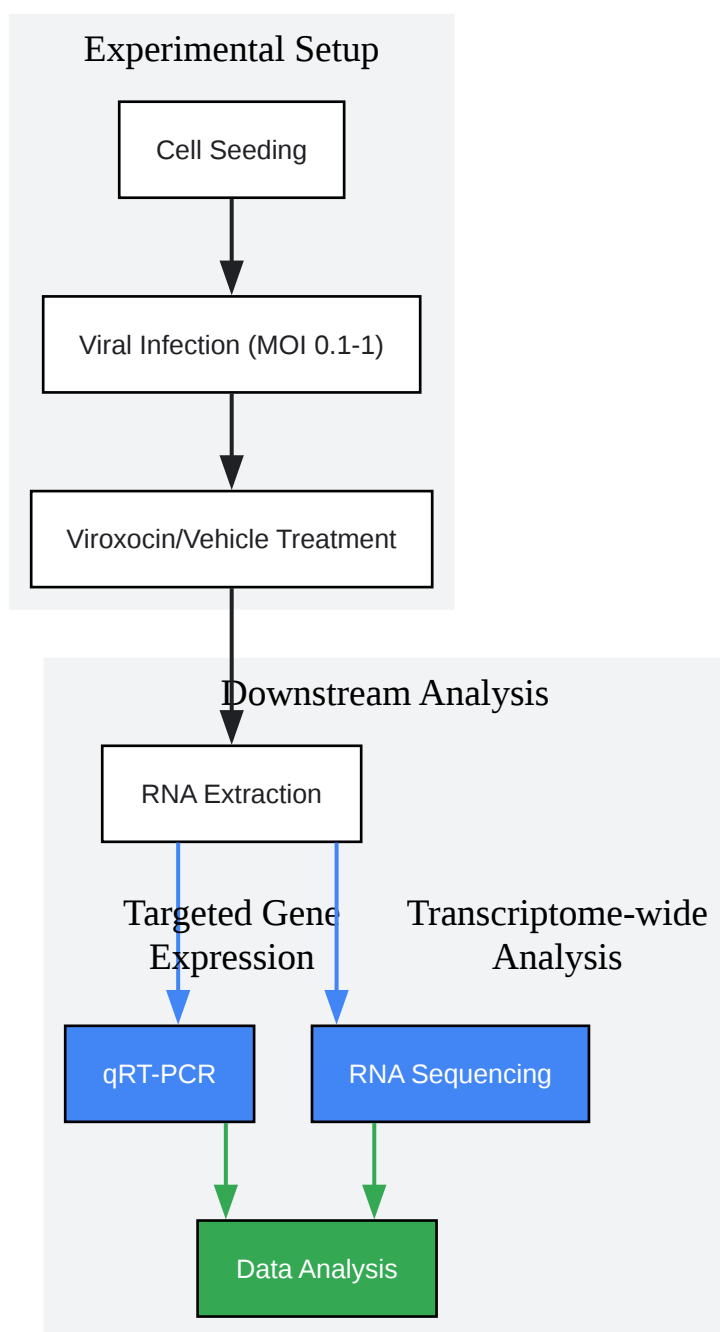 Experimental Setup
Cell Seeding
Viral Infection (MOI 0.1-1)
Viroxocin/Vehicle Treatment
Downstream Analysis
RNA Extraction
Targeted Gene
Expression
Transcriptome-wide
Analysis
qRT-PCR
RNA Sequencing
Data Analysis